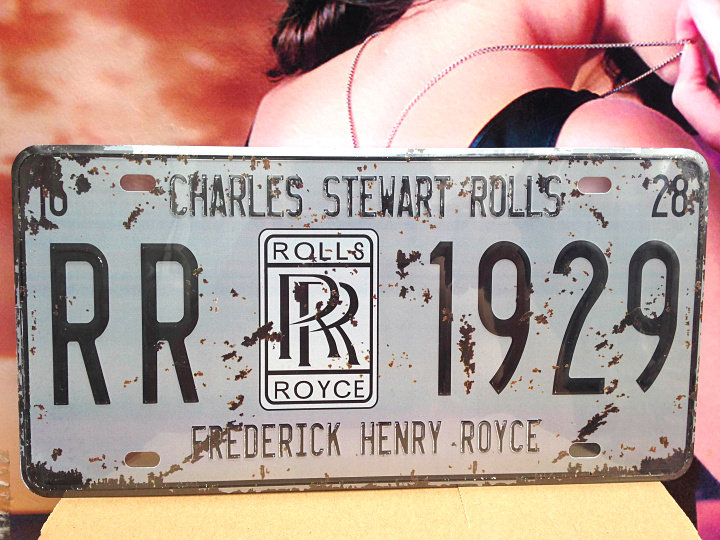 16 CHARLES STEWART ROLLS 28
RR ROLLS RR ROYCE 1929
FREDERICK HENRY ROYCE